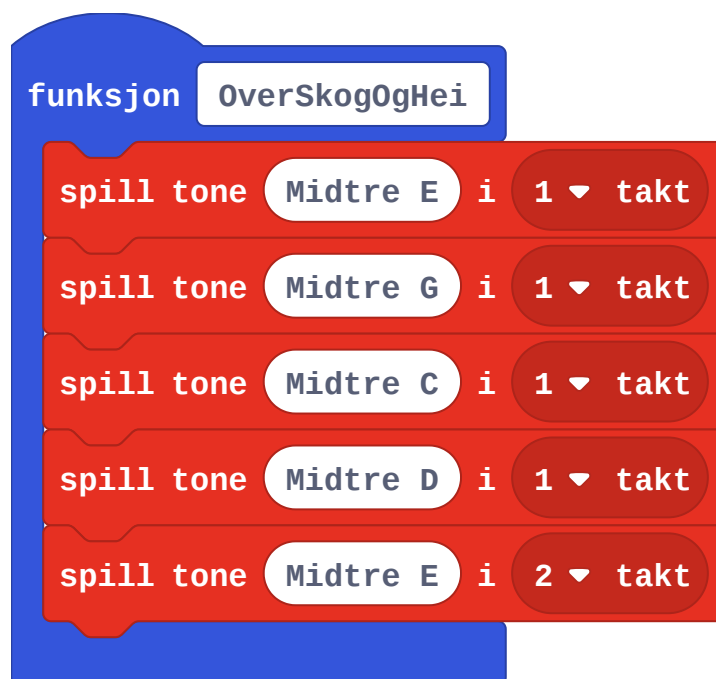 funksjon OverSkogOgHei
spill tone Midtre E i 1 takt
spill tone Midtre G i 1 takt
spill tone Midtre C i 1 takt
spill tone Midtre D i 1 takt
spill tone Midtre E i 2 takt